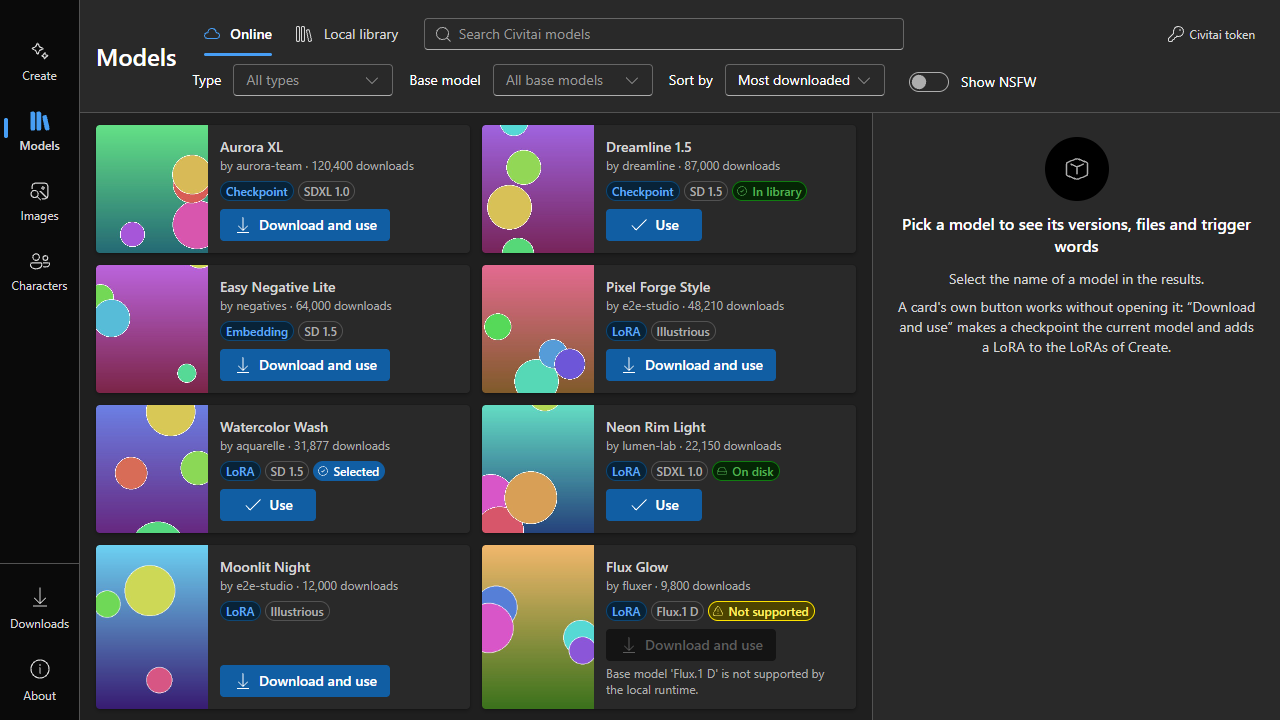 Create
Models
Images
Characters
Downloads
About
Models
Online
Local library
Search Civitai models
Civitai token
Type
All types
Base model
All base models
Sort by
Most downloaded
Show NSFW
Aurora XL
by aurora-team · 120,400 downloads
Checkpoint
SDXL 1.0
Download and use
Dreamline 1.5
by dreamline · 87,000 downloads
Checkpoint
SD 1.5
In library
Use
Easy Negative Lite
by negatives · 64,000 downloads
Embedding
SD 1.5
Download and use
Pixel Forge Style
by e2e-studio · 48,210 downloads
LoRA
Illustrious
Download and use
Watercolor Wash
by aquarelle · 31,877 downloads
LoRA
SD 1.5
Selected
Use
Neon Rim Light
by lumen-lab · 22,150 downloads
LoRA
SDXL 1.0
On disk
Use
Moonlit Night
by e2e-studio · 12,000 downloads
LoRA
Illustrious
Download and use
Flux Glow
by fluxer · 9,800 downloads
LoRA
Flux.1 D
Not supported
Download and use
Base model 'Flux.1 D' is not supported by
the local runtime.
Pick a model to see its versions, files and trigger
words
Select the name of a model in the results.
A card's own button works without opening it: “Download
and use” makes a checkpoint the current model and adds
a LoRA to the LoRAs of Create.